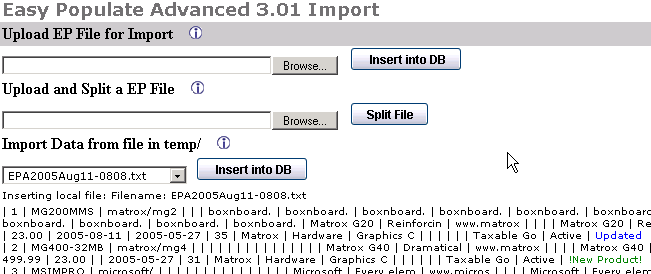 Easy Populate Advanced 3.01 Import
Upload EP File for Import
Browse... Insert into DB
Upload and Split a EP File
Browse... Split File
Import Data from file in temp/
EPA2005Aug11-0808.txt Insert into DB
Inserting local file: Filename: EPA2005Aug11-0808.txt
| 1 | MG200MMS | matrox/mg2 | | | boxnboard. | boxnboard. | boxnboard. | boxnboard. | boxnboard. | boxnb
boxnboard. | boxnboard. | boxnboard. | boxnboard. | boxnboard. | Matrox G20 | Reinforcin | www.matrox | | | | Matrox G20 | Re
| 23.00 | 2005-08-11 | 2005-05-27 | 35 | Matrox | Hardware | Graphics C | | | | | | | Taxable Go | Active | Updated
| 2 | MG400-32MB | matrox/mg4 | | | | | | | | | | | | | | Matrox G40 | Dramatical | www.matrox | | | | Matrox G40 |
499.99 | 23.00 | | 2005-05-27 | 31 | Matrox | Hardware | Graphics C | | | | | | | Taxable Go | Active | !New Product!
| 3 | MSIMPRO | microsoft/ | | | | | | | | | | | | | | Microsoft | Every elem | www.micros | | | | Microsoft | Every elem